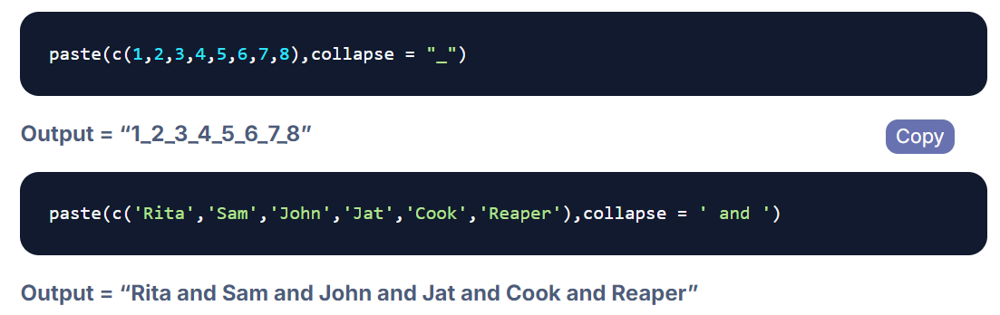 paste(c(1,2,3,4,5,6,7,8),collapse = "_")
Output = “1_2_3_4_5_6_7_8”
Copy
paste(c('Rita','Sam','John','Jat','Cook','Reaper'),collapse = ' and ')
Output = “Rita and Sam and John and Jat and Cook and Reaper”